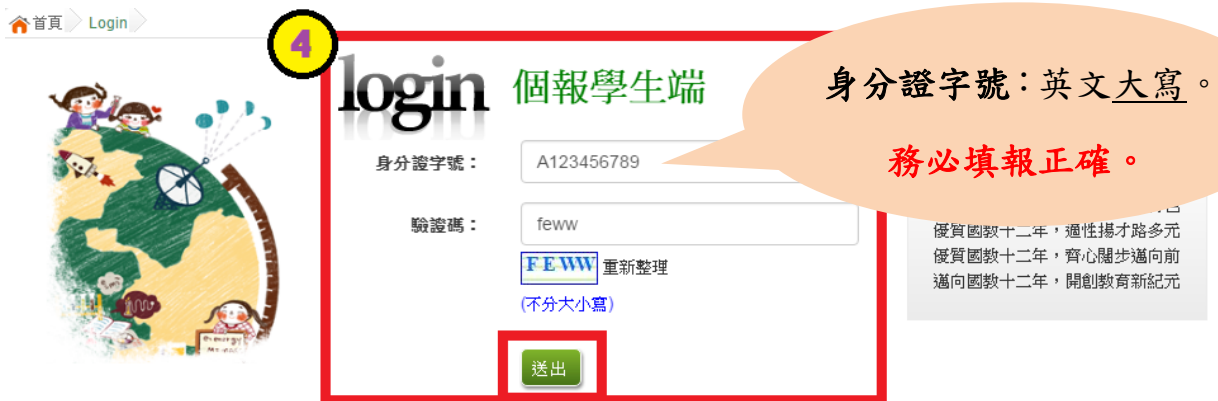 首頁 Login
4
login 個報學生端
身分證字號：英文大寫。
務必填報正確。
身分證字號： A123456789
驗證碼： feww
FEWW 重新整理
(不分大小寫)
送出
優質國教十二年，適性揚才路多元
優質國教十二年，齊心闊步邁向前
邁向國教十二年，開創教育新紀元